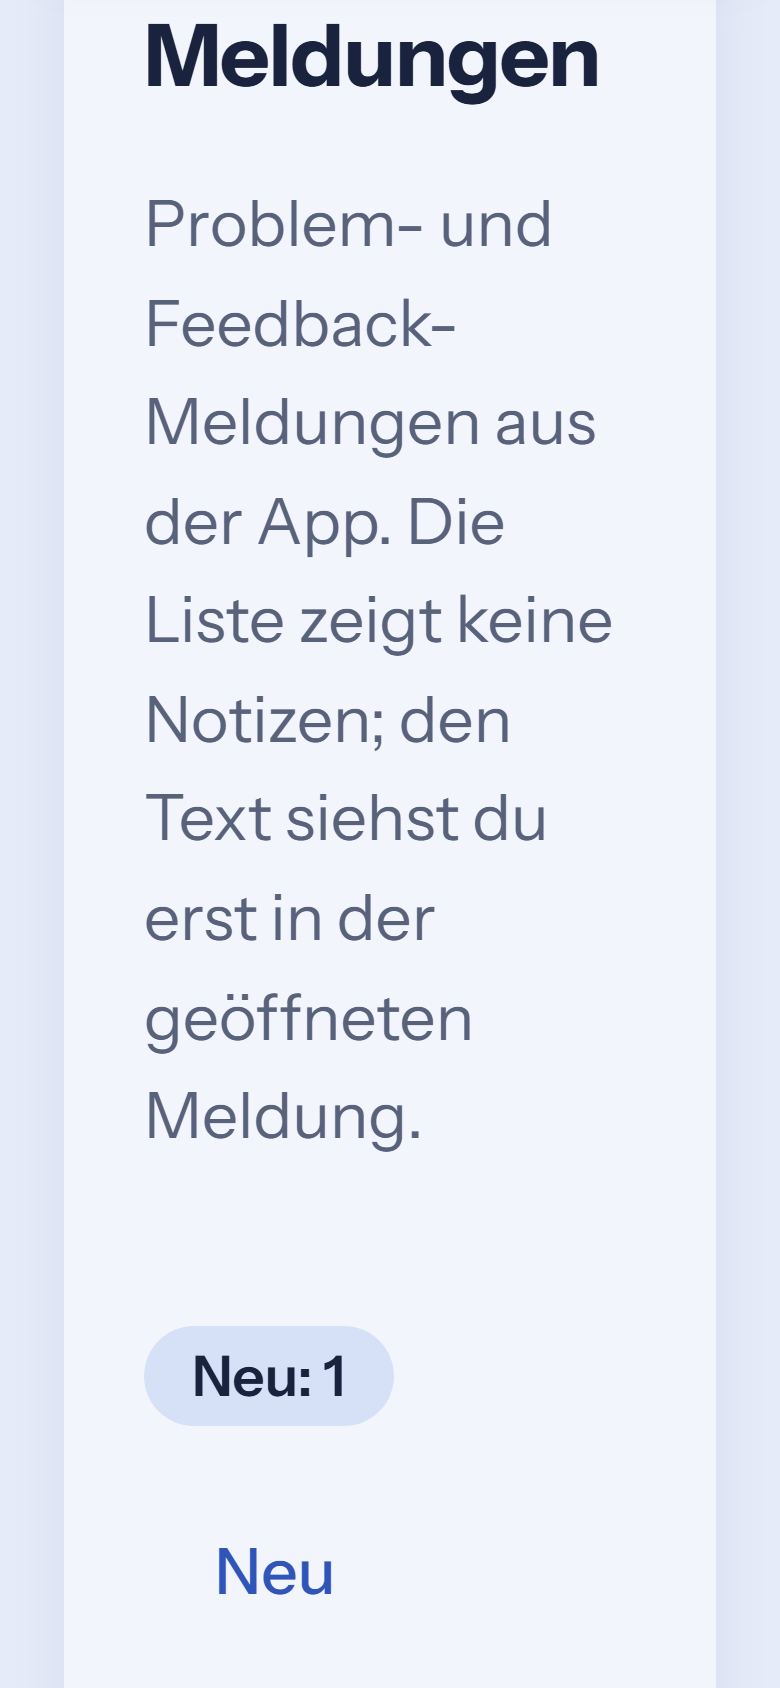 Meldungen
Problem- und
Feedback-
Meldungen aus
der App. Die
Liste zeigt keine
Notizen; den
Text siehst du
erst in der
geöffneten
Meldung.
Neu: 1
Neu